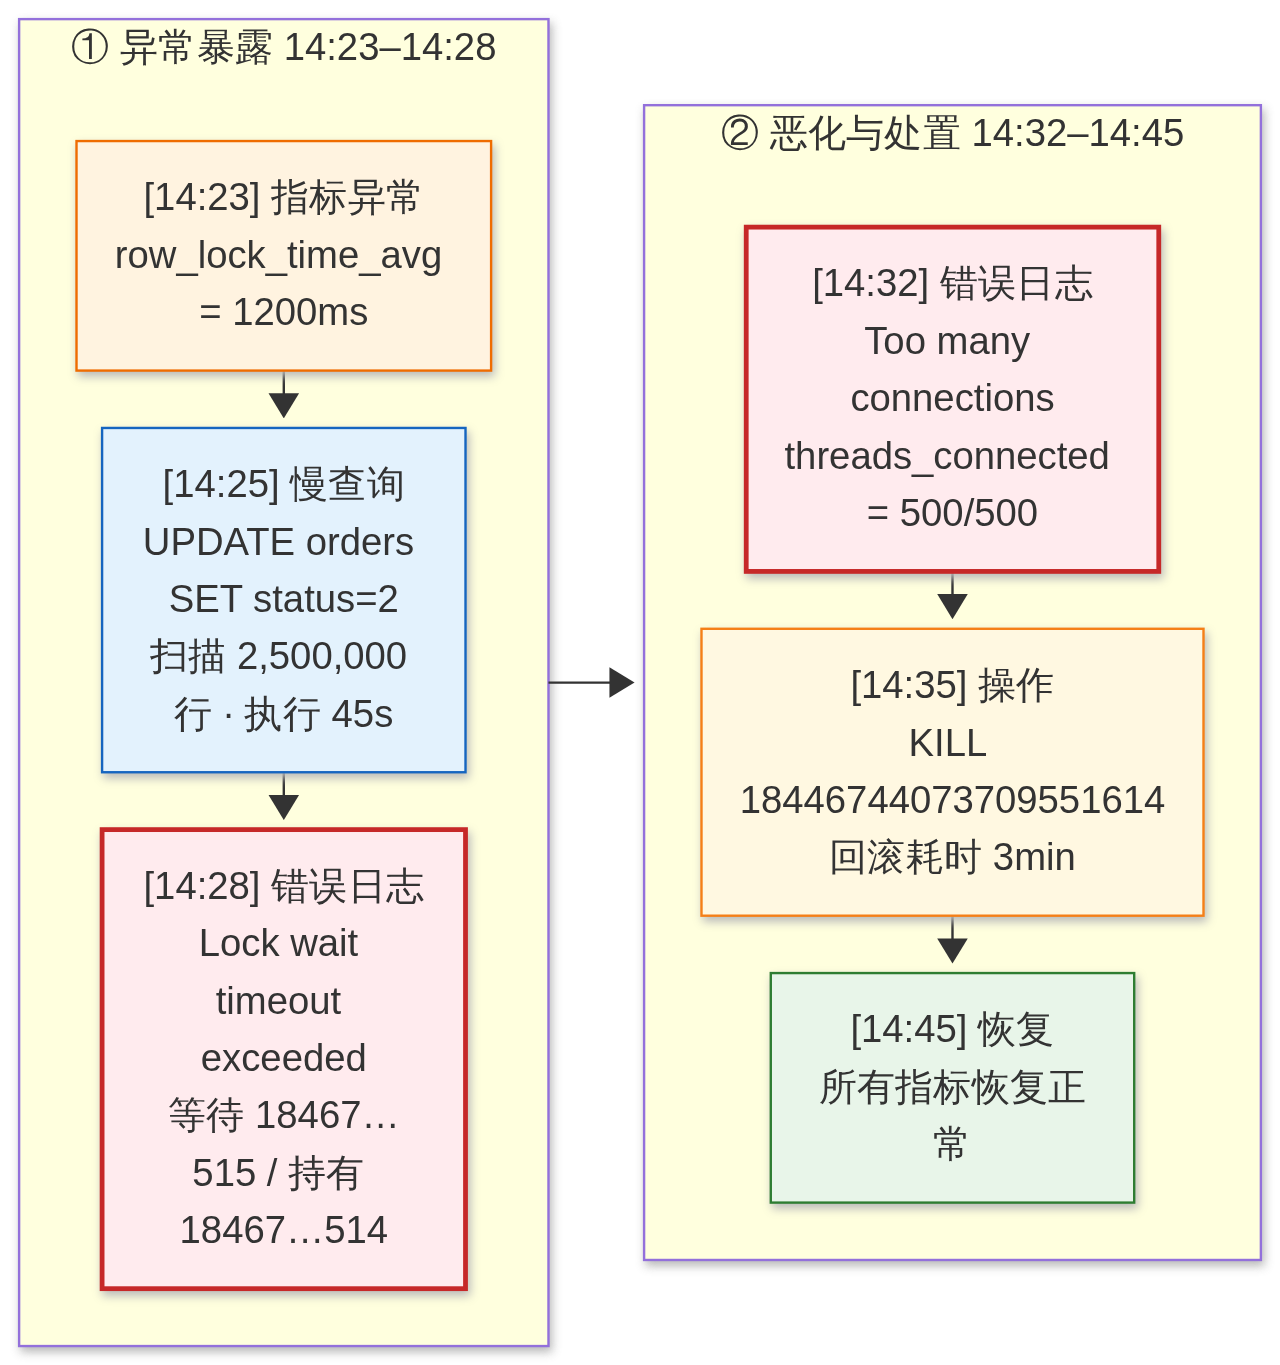 ① 异常暴露 14:23–14:28
[14:23] 指标异常
row_lock_time_avg
= 1200ms
[14:25] 慢查询
UPDATE orders
SET status=2
扫描 2,500,000
行 · 执行 45s
[14:28] 错误日志
Lock wait
timeout
exceeded
等待 18467…
515 / 持有
18467…514
② 恶化与处置 14:32–14:45
[14:32] 错误日志
Too many
connections
threads_connected
= 500/500
[14:35] 操作
KILL
18446744073709551614
回滚耗时 3min
[14:45] 恢复
所有指标恢复正
常